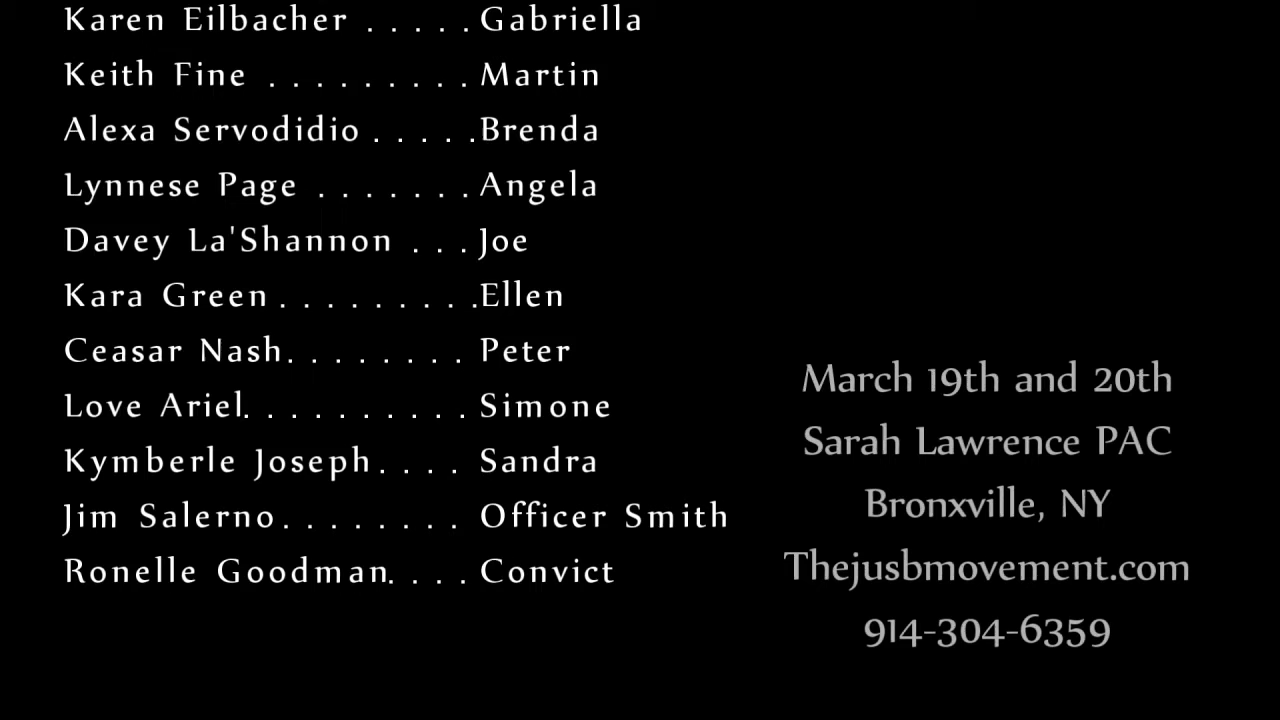 Karen Eilbacher . . . . . Gabriella
Keith Fine . . . . . . . . . Martin
Alexa Servodidio . . . . .Brenda
Lynnese Page . . . . . . . Angela
Davey La'Shannon . . . Joe
Kara Green . . . . . . . . .Ellen
Ceasar Nash. . . . . . . . Peter
Love Ariel. . . . . . . . . . Simone
Kymberle Joseph. . . . Sandra
Jim Salerno. . . . . . . . Officer Smith
Ronelle Goodman. . . . Convict
March 19th and 20th
Sarah Lawrence PAC
Bronxville, NY
Thejusbmovement.com
914-304-6359